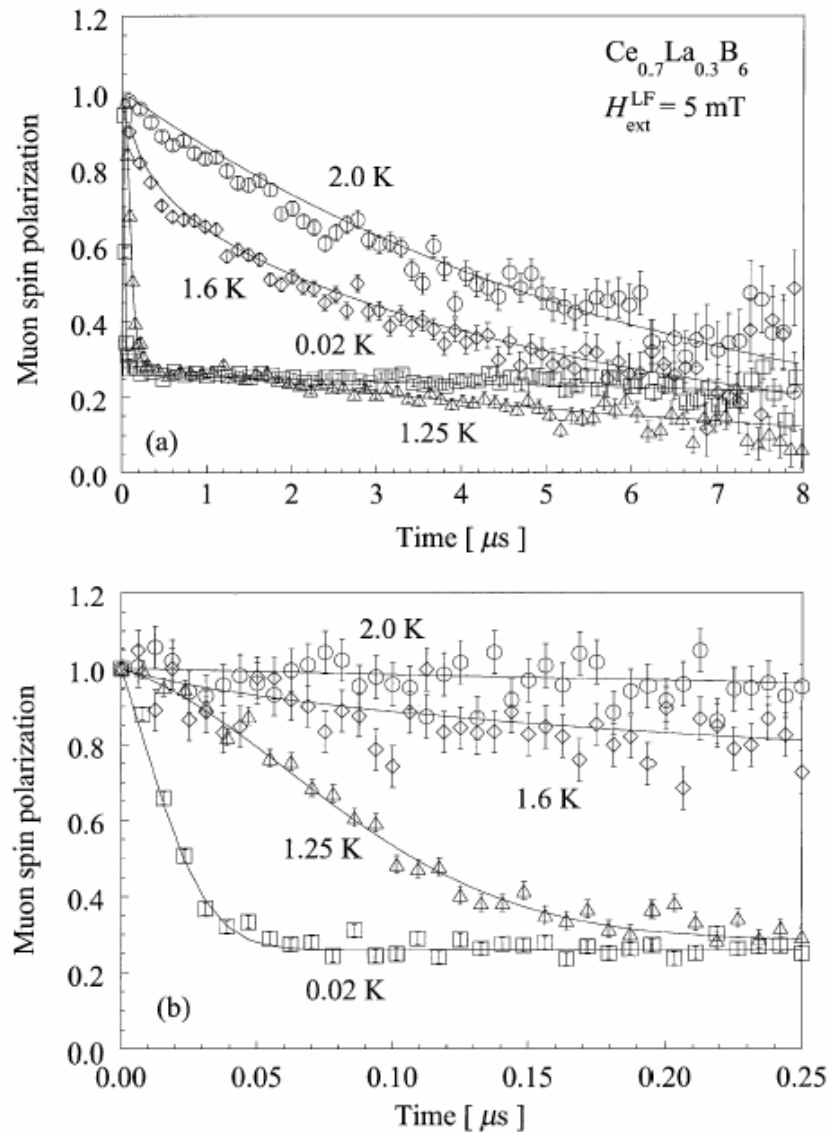 1.2
1.0
0.8
0.6
0.4
0.2
0.0
Muon spin polarization
Ce0.7La0.3B6
H LF ext = 5 mT
2.0 K
1.6 K
0.02 K
1.25 K
(a)
0 1 2 3 4 5 6 7 8
Time [ μs ]
1.2
1.0
0.8
0.6
0.4
0.2
0.0
Muon spin polarization
2.0 K
1.6 K
1.25 K
0.02 K
(b)
0.00 0.05 0.10 0.15 0.20 0.25
Time [ μs ]